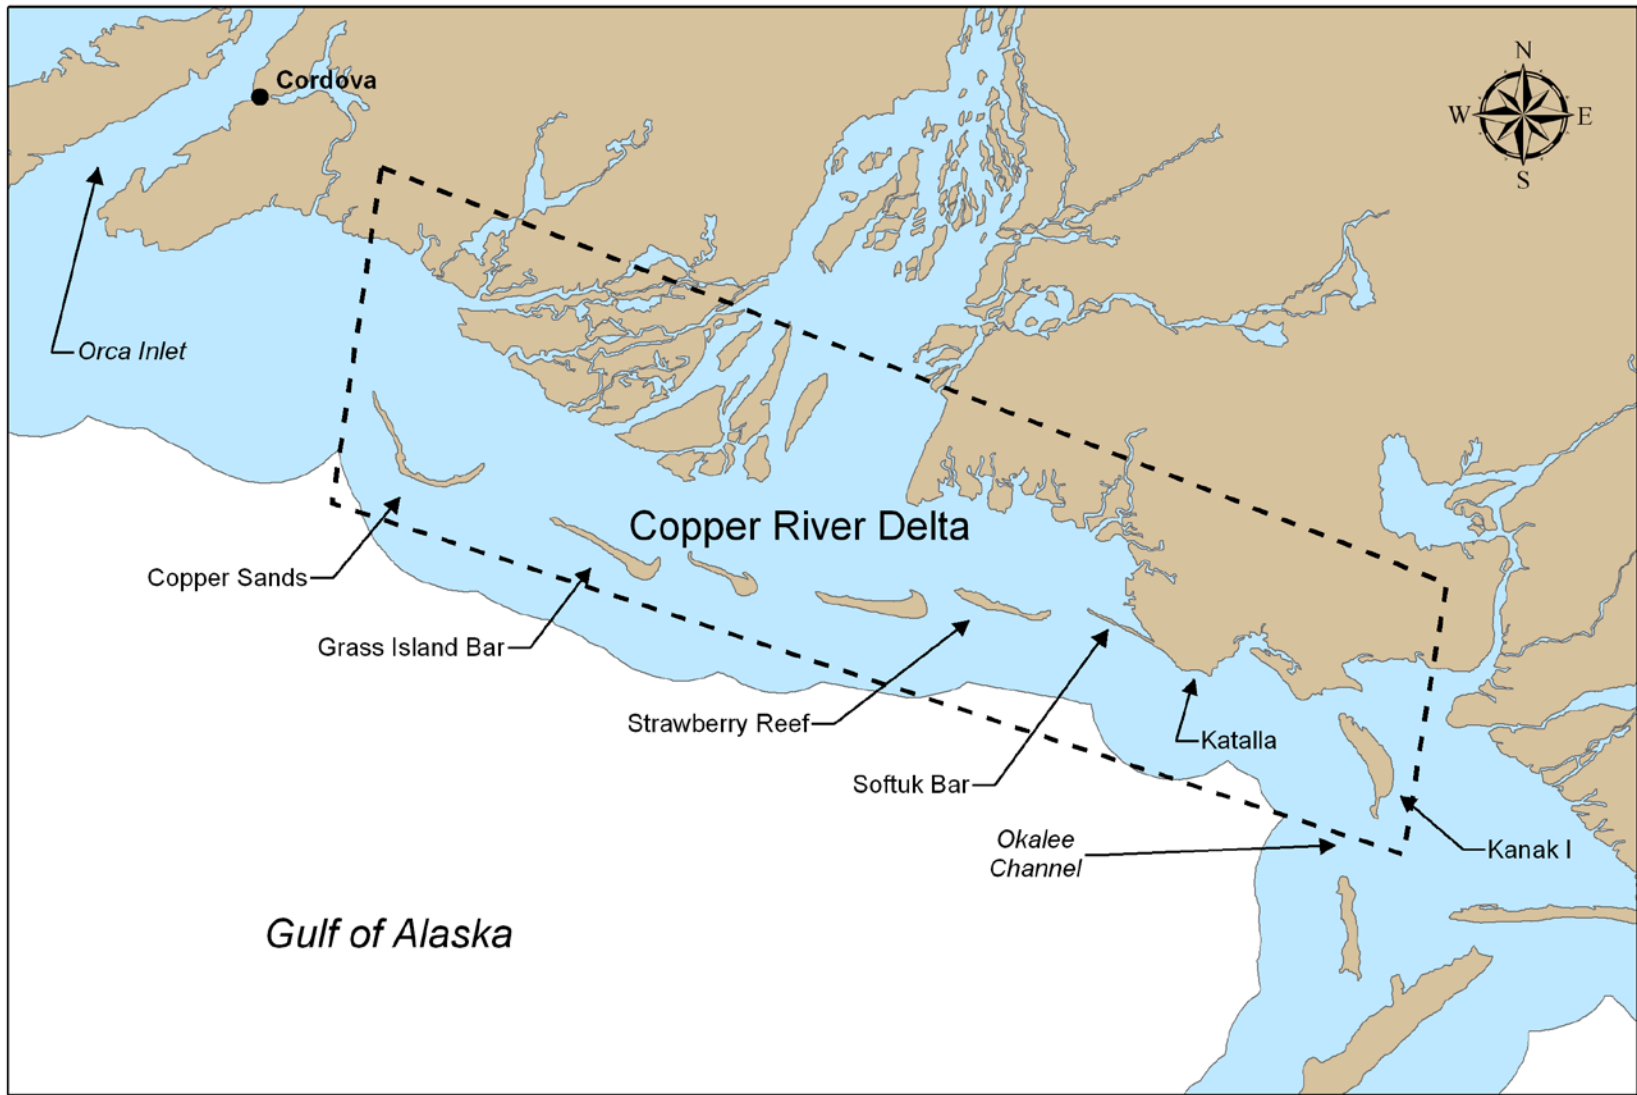 N
Cordova
W
E
S
Orca Inlet
Copper River Delta
Copper Sands
Grass Island Bar
Strawberry Reef
Katalla
Softuk Bar
Okalee
Channel
Kanak I
Gulf of Alaska